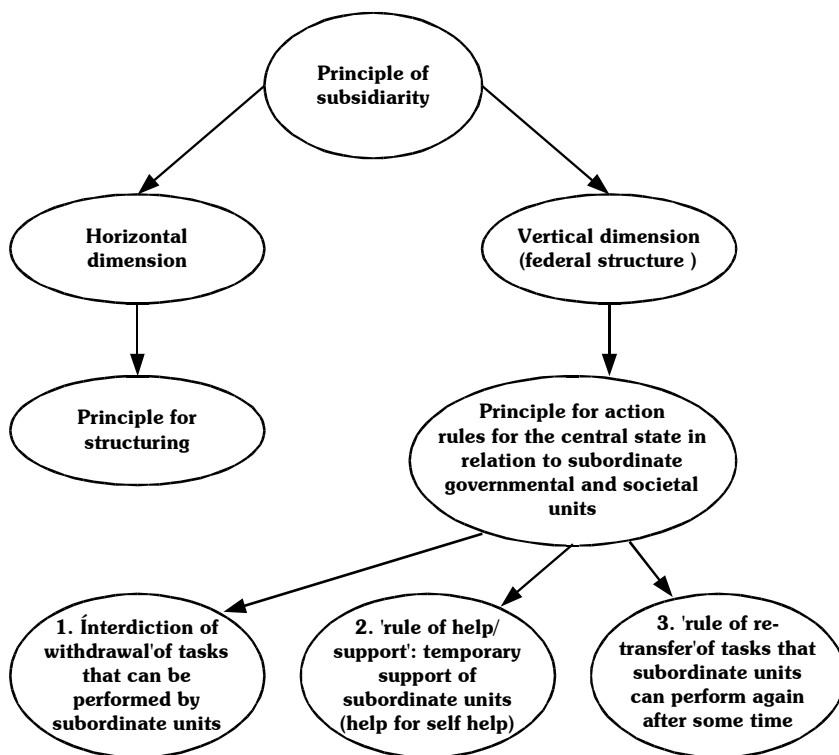 Principle of
subsidiarity
Horizontal
dimension
Vertical dimension
(federal structure )
Principle for
structuring
Principle for action
rules for the central state in
relation to subordinate
governmental and societal
units
1. Ínterdiction of
withdrawal'of tasks
that can be
performed by
subordinate units
2. 'rule of help/
support': temporary
support of
subordinate units
(help for self help)
3. 'rule of re-
transfer'of tasks that
subordinate units
can perform again
after some time